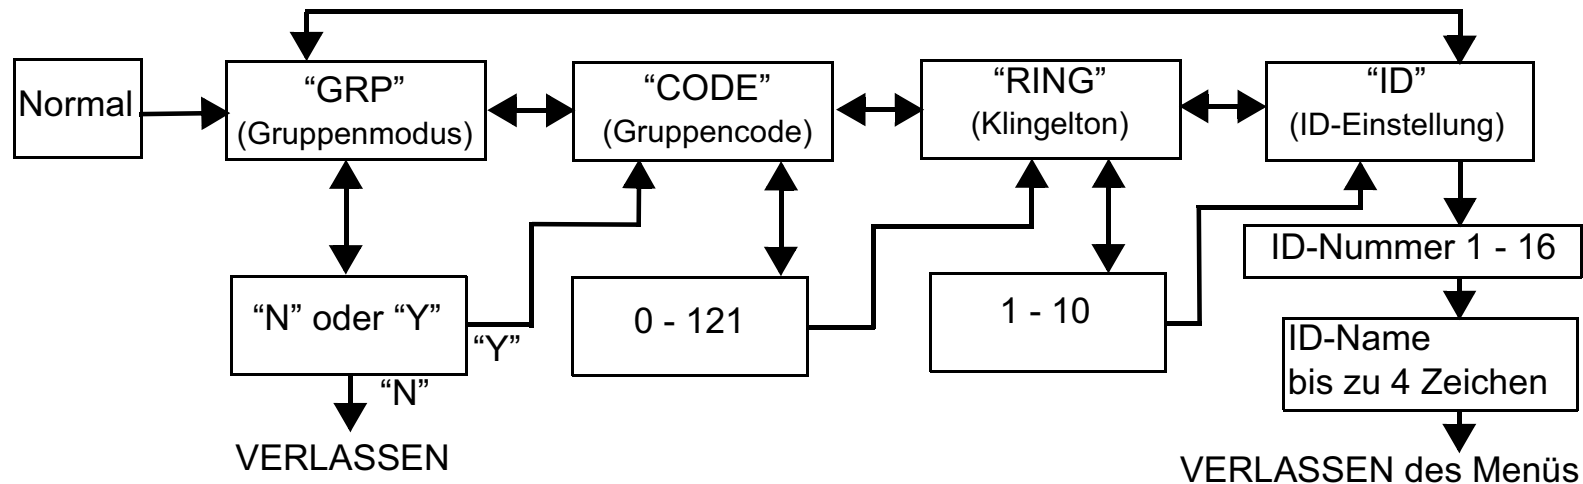 Normal
“GRP”
(Gruppenmodus)
“CODE”
(Gruppencode)
“RING”
(Klingelton)
“ID”
(ID-Einstellung)
“N” oder “Y”
“Y”
“N”
VERLASSEN
0 - 121
1 - 10
ID-Nummer 1 - 16
ID-Name
bis zu 4 Zeichen
VERLASSEN des Menüs